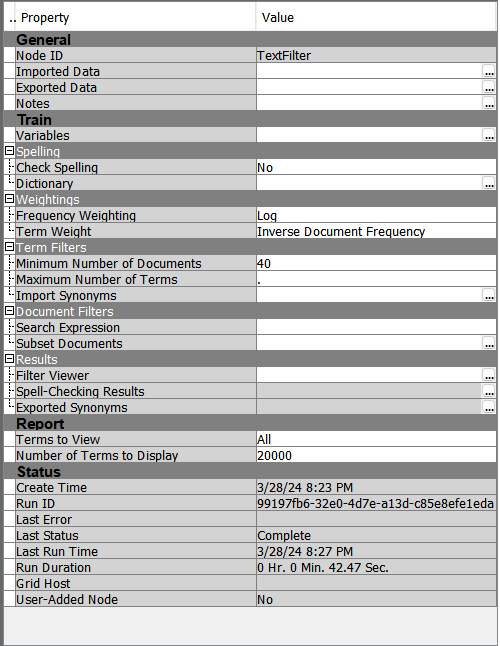 .. Property Value
General
Node ID TextFilter
Imported Data ...
Exported Data ...
Notes ...
Train
Variables ...
Spelling
Check Spelling No
Dictionary ...
Weightings
Frequency Weighting Log
Term Weight Inverse Document Frequency
Term Filters
Minimum Number of Documents 40
Maximum Number of Terms .
Import Synonyms ...
Document Filters
Search Expression
Subset Documents ...
Results
Filter Viewer ...
Spell-Checking Results ...
Exported Synonyms ...
Report
Terms to View All
Number of Terms to Display 20000
Status
Create Time 3/28/24 8:23 PM
Run ID 99197fb6-32e0-4d7e-a13d-c85e8efe1eda
Last Error
Last Status Complete
Last Run Time 3/28/24 8:27 PM
Run Duration 0 Hr. 0 Min. 42.47 Sec.
Grid Host
User-Added Node No